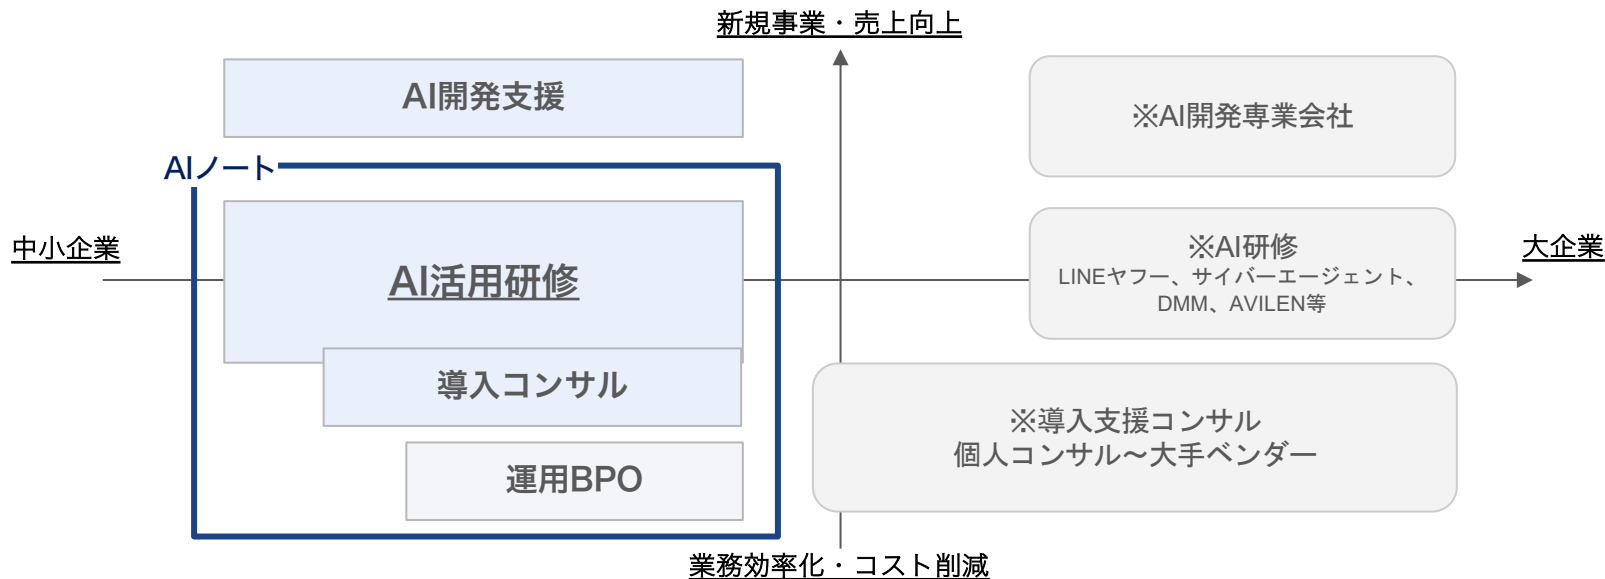 新規事業・売上向上
AI開発支援
※AI開発専業会社
AIノート
中小企業
AI活用研修
※AI研修
LINEヤフー、サイバーエージェント、
DMM、AVILEN等
大企業
導入コンサル
※導入支援コンサル
個人コンサル〜大手ベンダー
運用BPO
業務効率化・コスト削減